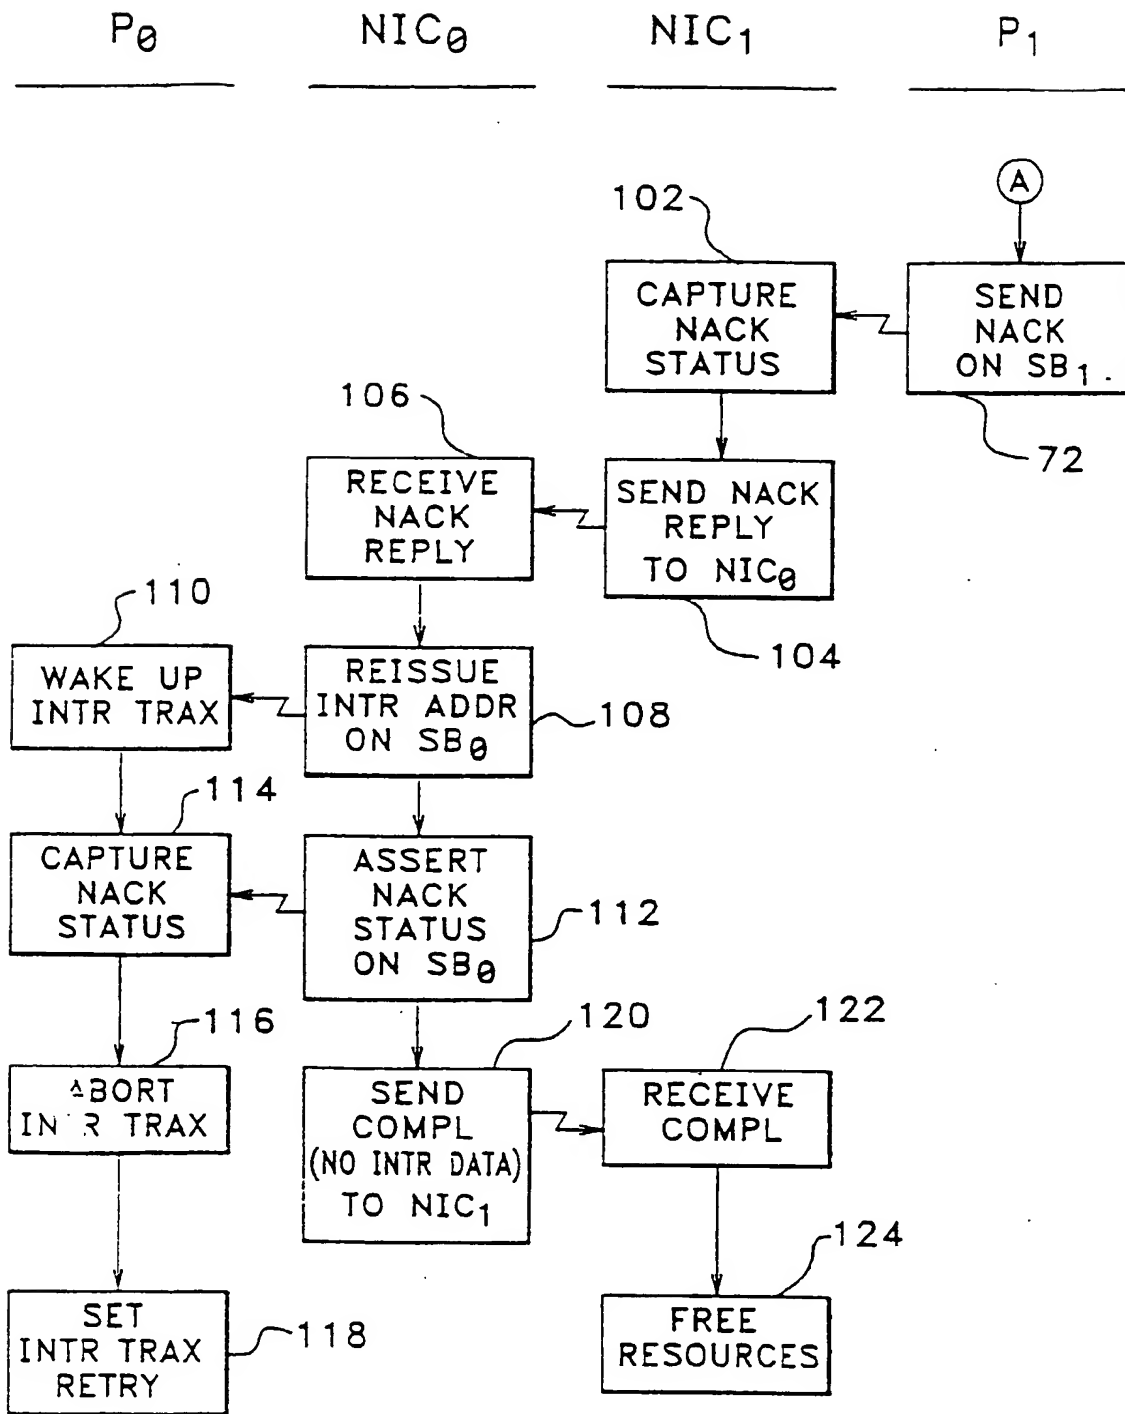 P0 NIC0 NIC1 P1
A
102
CAPTURE
NACK
STATUS
SEND
NACK
ON SB1
72
106
RECEIVE
NACK
REPLY
SEND NACK
REPLY
TO NIC0
104
110
WAKE UP
INTR TRAX
REISSUE
INTR ADDR
ON SB0
108
114
CAPTURE
NACK
STATUS
ASSERT
NACK
STATUS
ON SB0
112
116
ABORT
INTR TRAX
120
SEND
COMPL
(NO INTR DATA)
TO NIC1
122
RECEIVE
COMPL
124
FREE
RESOURCES
SET
INTR TRAX
RETRY
118